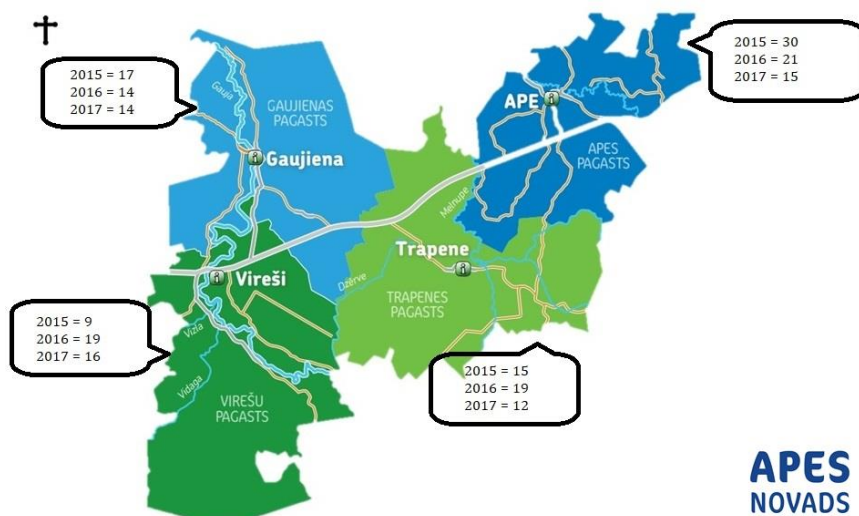 2015 = 17
2016 = 14
2017 = 14
2015 = 30
2016 = 21
2017 = 15
Gauja
GAUJIENAS
PAGASTS
Gaujiena
APE
APES
PAGASTS
Melnupe
Trapene
Dzērve
TRAPENES
PAGASTS
Vireši
Vizla
Vidaga
VIREŠU
PAGASTS
2015 = 9
2016 = 19
2017 = 16
2015 = 15
2016 = 19
2017 = 12
APES
NOVADS